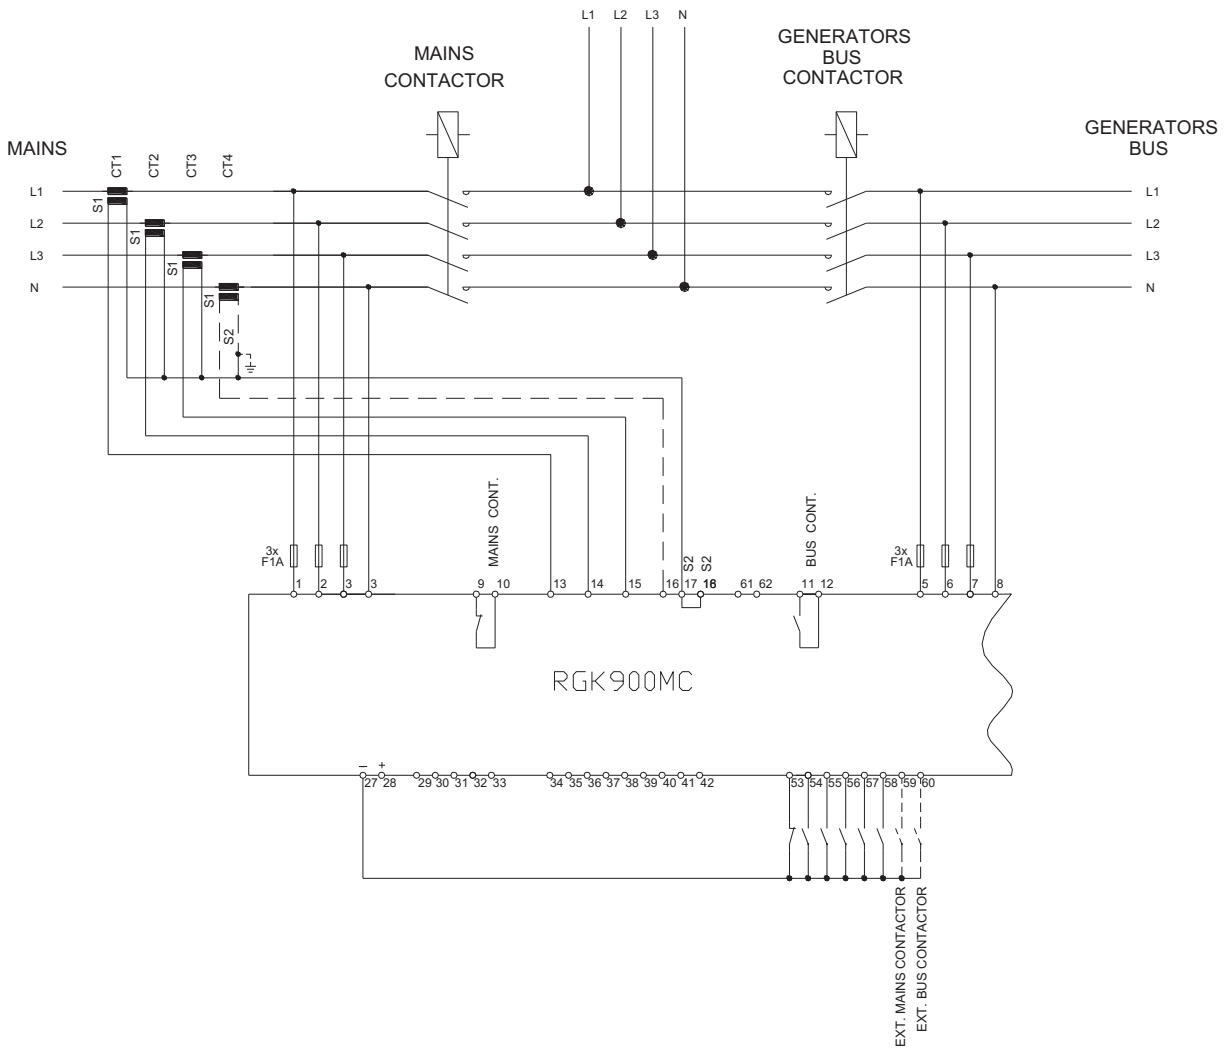 L1 L2 L3 N
MAINS
CONTACTOR
GENERATORS
BUS
CONTACTOR
MAINS
CT1
CT2
CT3
CT4
GENERATORS
BUS
L1
S1
L1
L2
S1
L2
L3
S1
L3
N
S1
N
S2
MAINS CONT.
BUS CONT.
3x
F1A
S2
S2
3x
F1A
1 2 3 3 9 10 13 14 15 16 17 18 61 62 11 12 5 6 7 8
RGK900MC
– +
27 28 29 30 31 32 33 34 35 36 37 38 39 40 41 42 53 54 55 56 57 58 59 60
EXT. MAINS CONTACTOR
EXT. BUS CONTACTOR